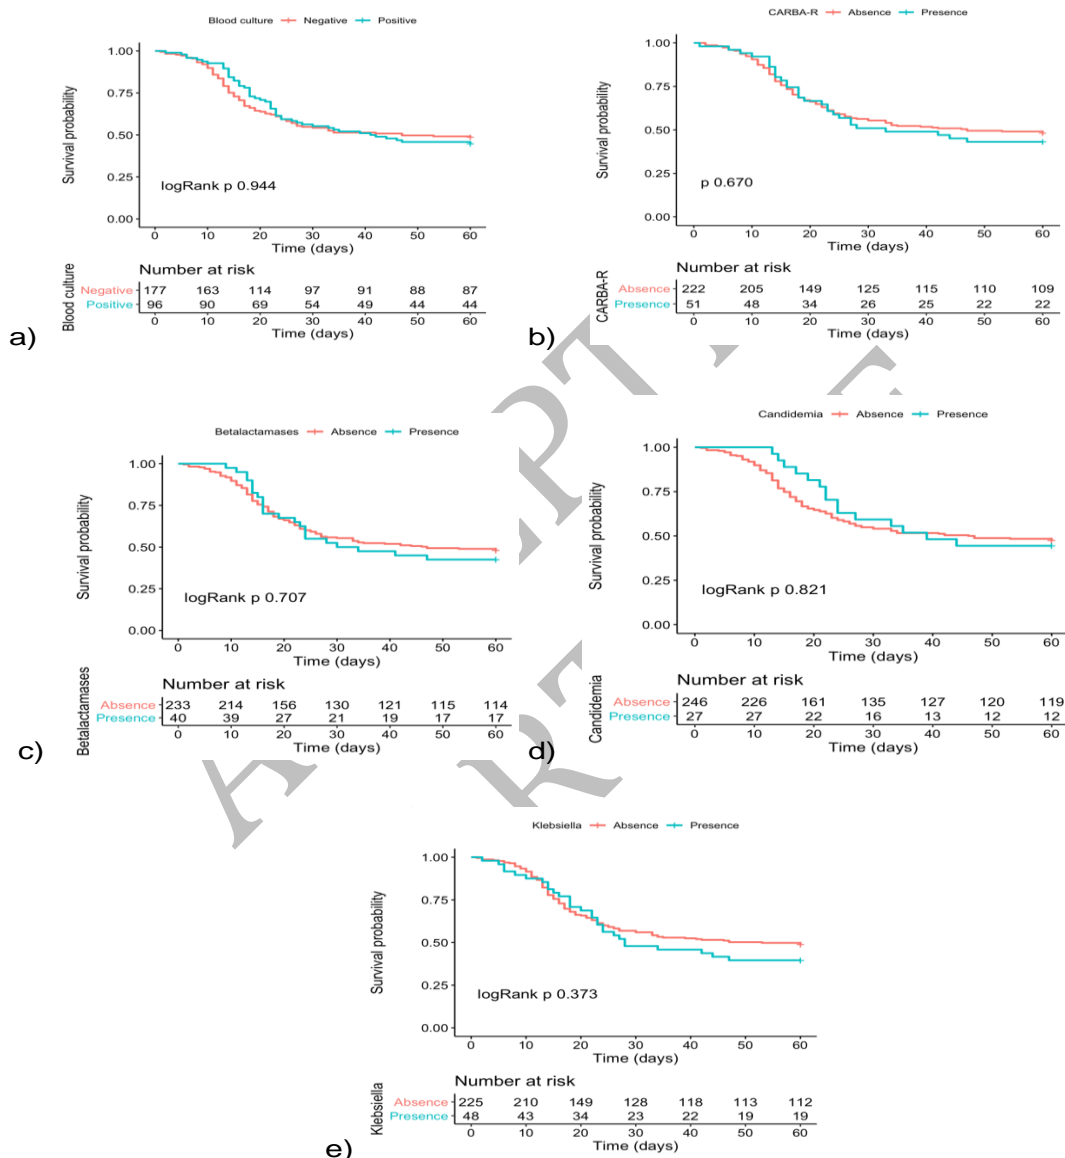 Blood culture Negative Positive
Survival probability
1.00
0.75
0.50
0.25
0.00
logRank p 0.944
0 10 20 30 40 50 60
Time (days)
Number at risk
Blood culture
Negative 177 163 114 97 91 88 87
Positive 96 90 69 54 49 44 44
0 10 20 30 40 50 60
Time (days)
a)
CARBA-R Absence Presence
Survival probability
1.00
0.75
0.50
0.25
0.00
p 0.670
0 10 20 30 40 50 60
Time (days)
Number at risk
CARBA-R
Absence 222 205 149 125 115 110 109
Presence 51 48 34 26 25 22 22
0 10 20 30 40 50 60
Time (days)
b)
Betalactamases Absence Presence
Survival probability
1.00
0.75
0.50
0.25
0.00
logRank p 0.707
0 10 20 30 40 50 60
Time (days)
Number at risk
Betalactamases
Absence 233 214 156 130 121 115 114
Presence 40 39 27 21 19 17 17
0 10 20 30 40 50 60
Time (days)
c)
Candidemia Absence Presence
Survival probability
1.00
0.75
0.50
0.25
0.00
logRank p 0.821
0 10 20 30 40 50 60
Time (days)
Number at risk
Candidemia
Absence 246 226 161 135 127 120 119
Presence 27 27 22 16 13 12 12
0 10 20 30 40 50 60
Time (days)
d)
Klebsiella Absence Presence
Survival probability
1.00
0.75
0.50
0.25
0.00
logRank p 0.373
0 10 20 30 40 50 60
Time (days)
Number at risk
Klebsiella
Absence 225 210 149 128 118 113 112
Presence 48 43 34 23 22 19 19
0 10 20 30 40 50 60
Time (days)
e)